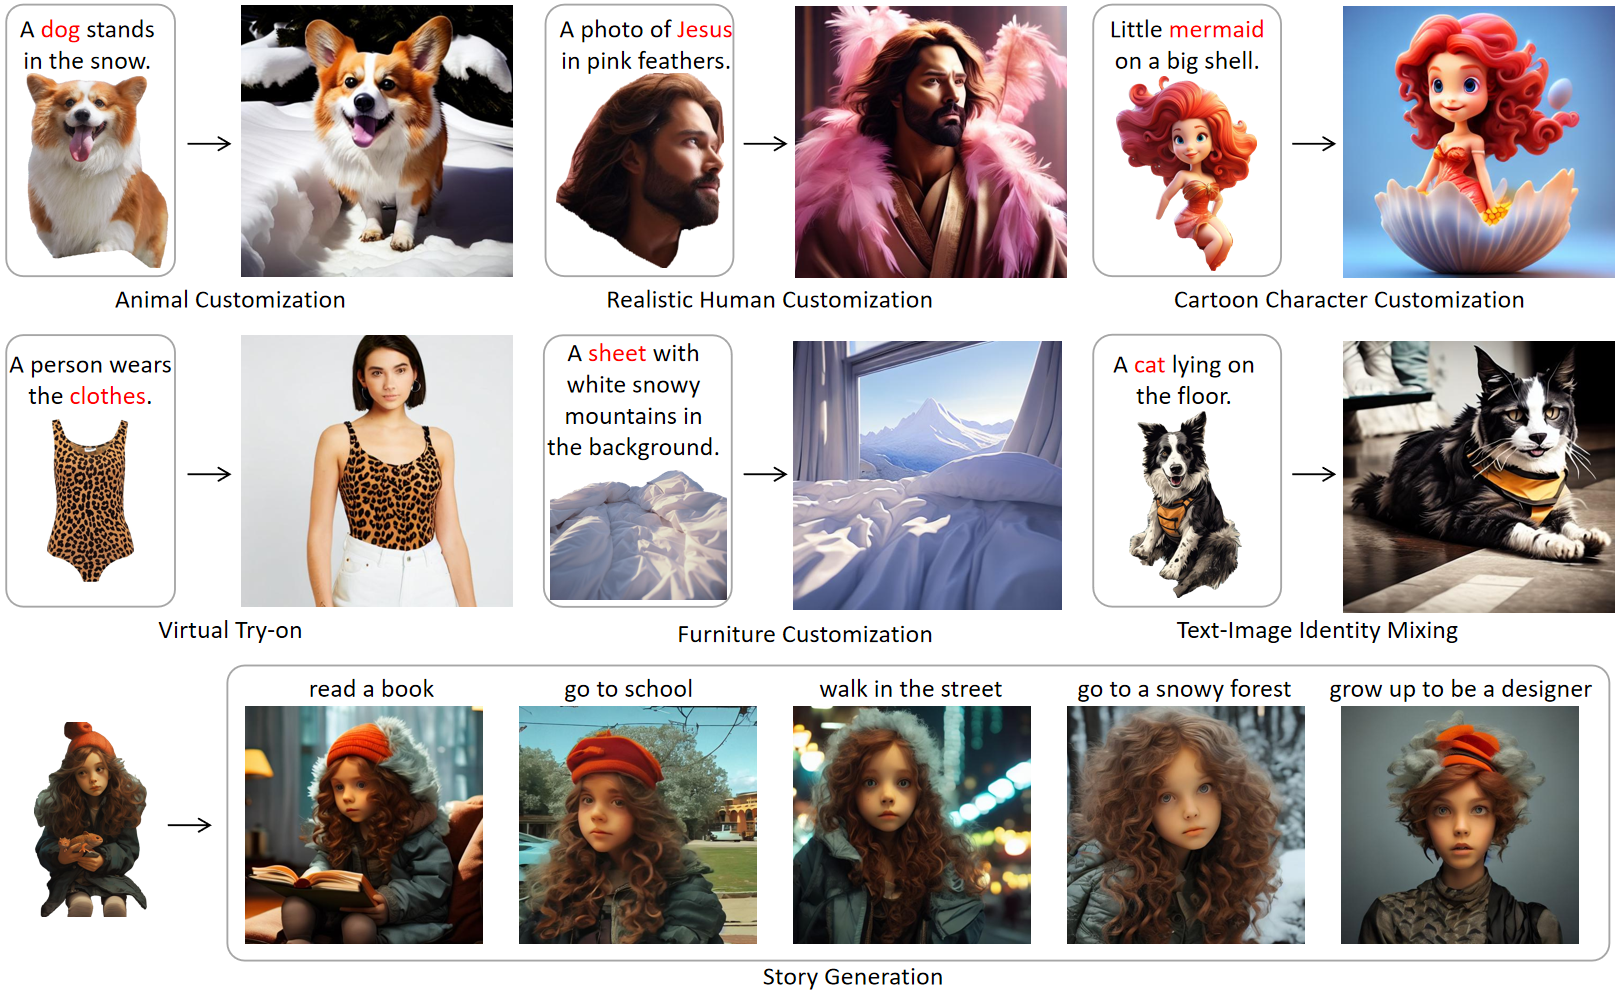 A dog stands
in the snow.
A photo of Jesus
in pink feathers.
Little mermaid
on a big shell.
Animal Customization
Realistic Human Customization
Cartoon Character Customization
A person wears
the clothes.
A sheet with
white snowy
mountains in
the background.
A cat lying on
the floor.
Virtual Try-on
Furniture Customization
Text-Image Identity Mixing
read a book
go to school
walk in the street
go to a snowy forest
grow up to be a designer
Story Generation